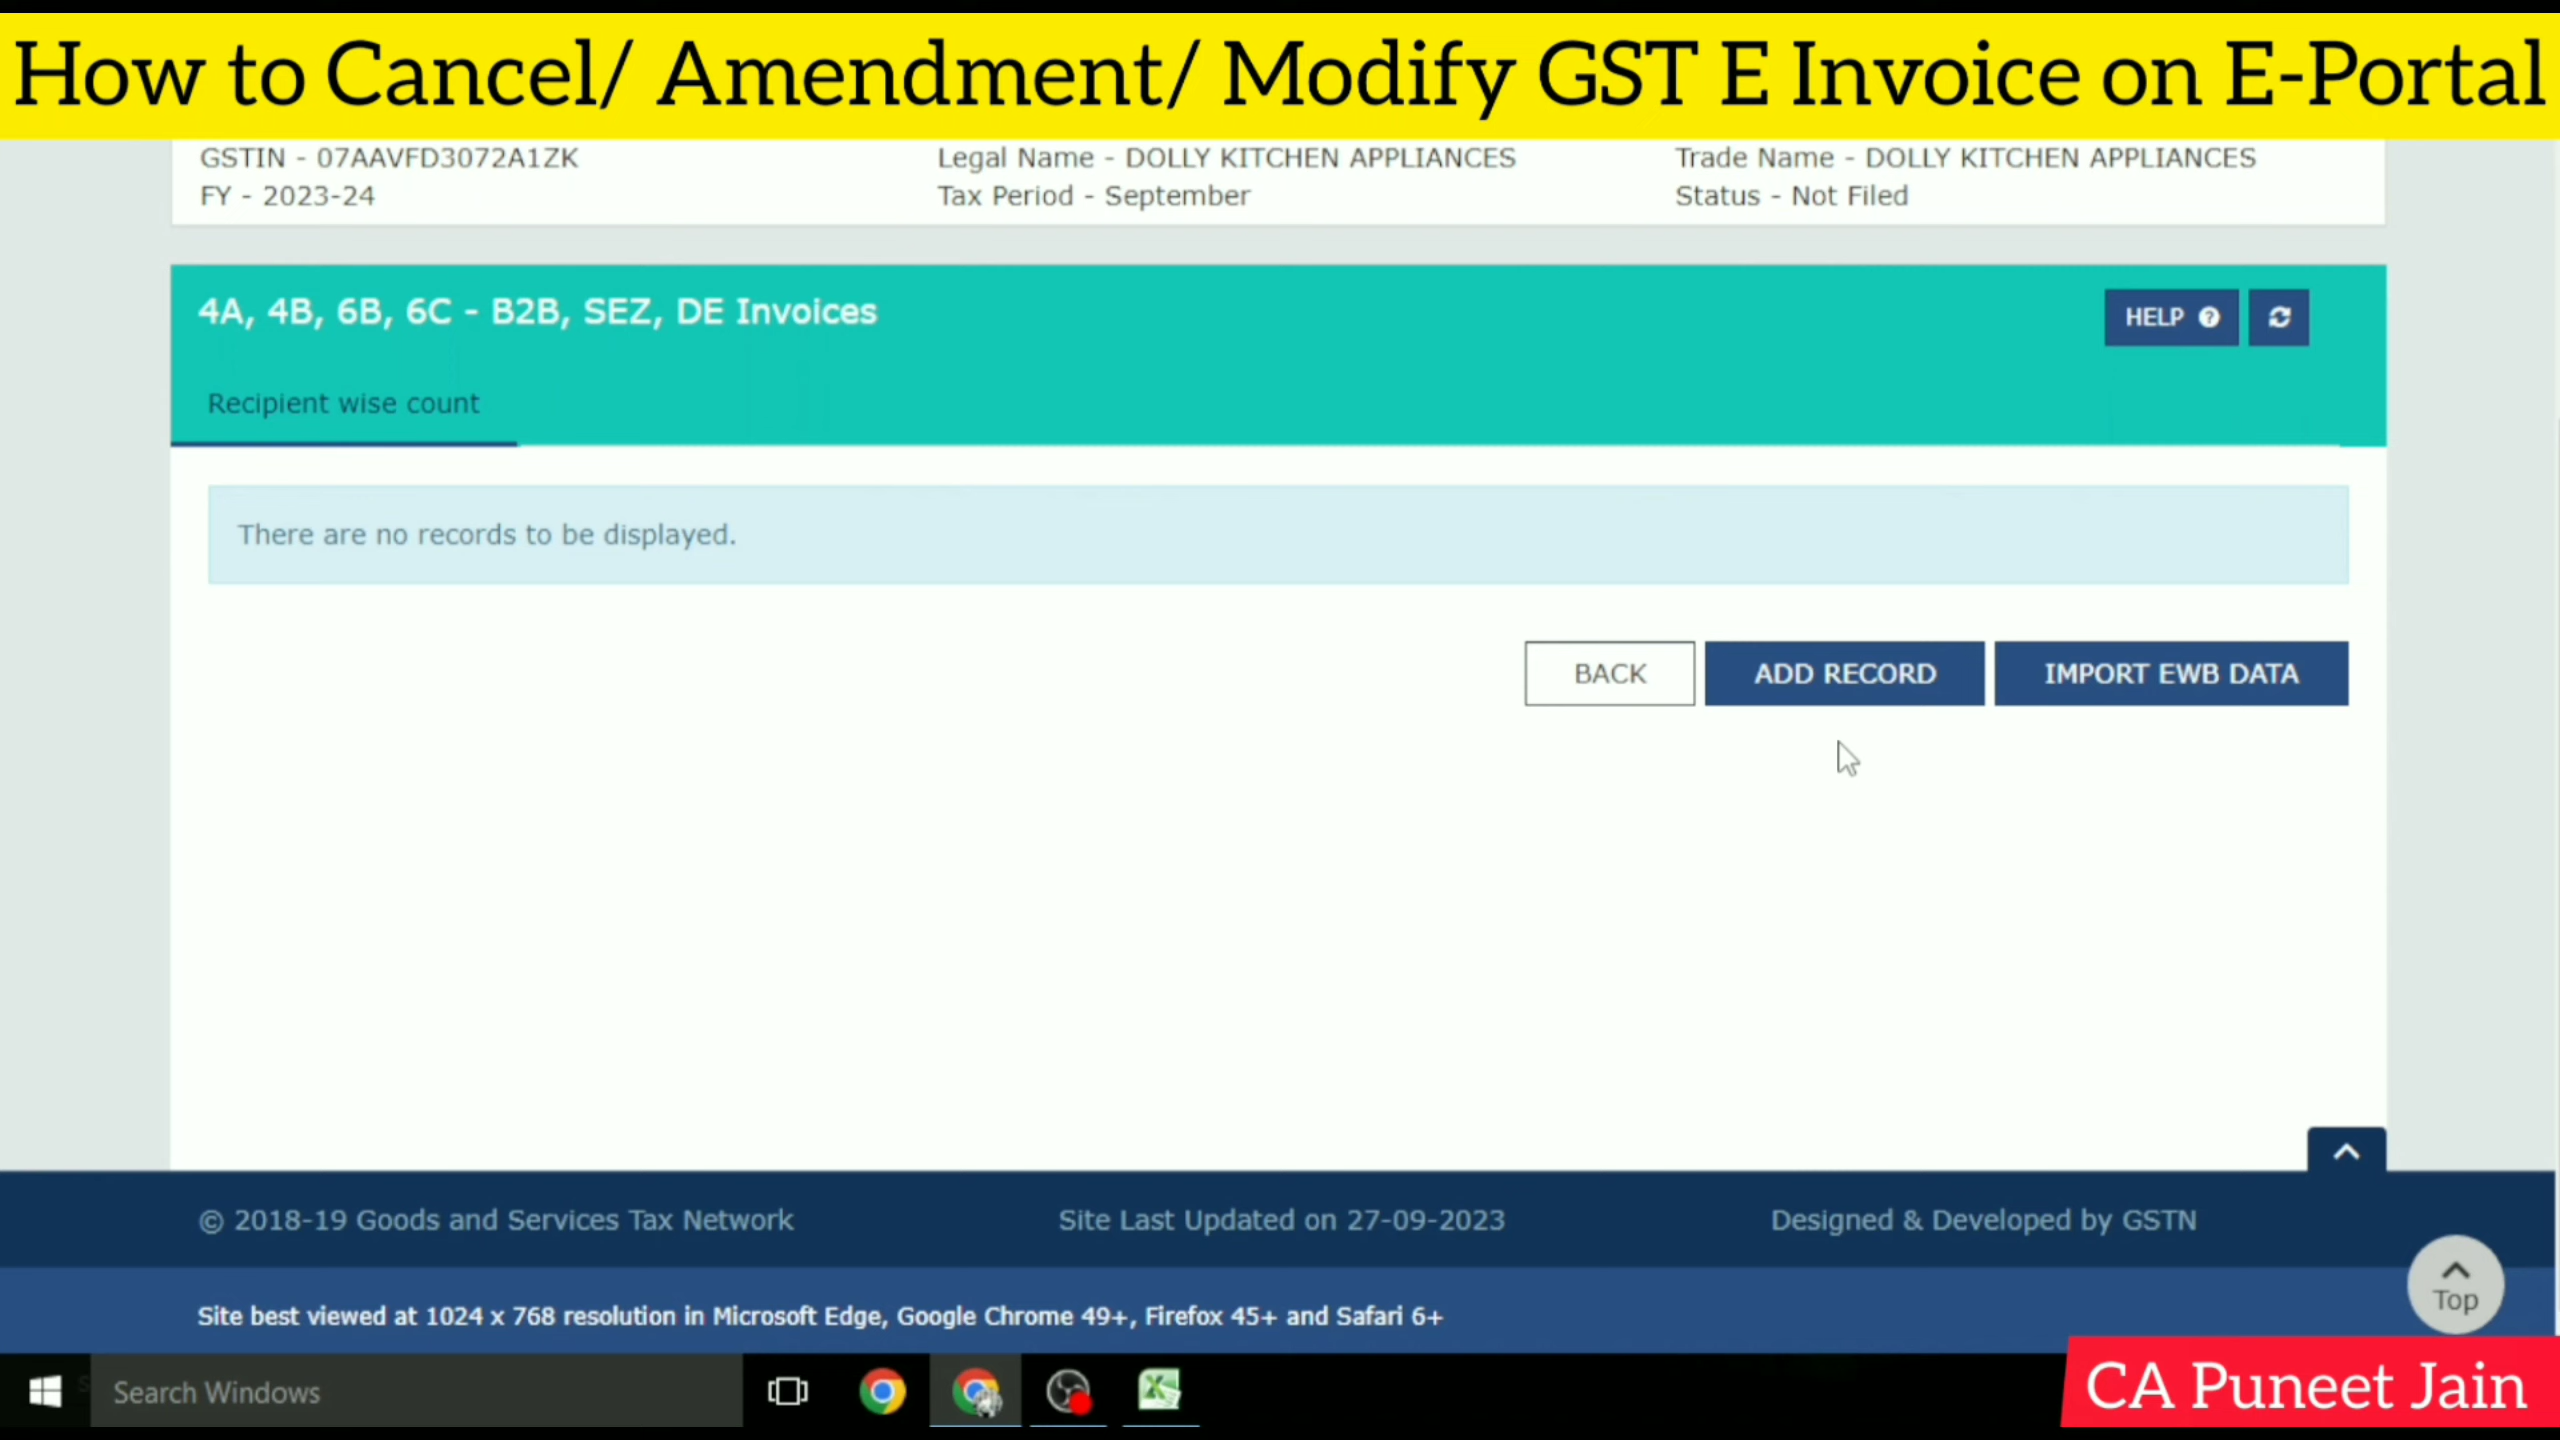 How to Cancel/ Amendment/ Modify GST E Invoice on E-Portal
GSTIN - 07AAVFD3072A1ZK
Legal Name - DOLLY KITCHEN APPLIANCES
Trade Name - DOLLY KITCHEN APPLIANCES
FY - 2023-24
Tax Period - September
Status - Not Filed
4A, 4B, 6B, 6C - B2B, SEZ, DE Invoices
HELP
Recipient wise count
There are no records to be displayed.
BACK
ADD RECORD
IMPORT EWB DATA
© 2018-19 Goods and Services Tax Network
Site Last Updated on 27-09-2023
Designed & Developed by GSTN
Top
Site best viewed at 1024 x 768 resolution in Microsoft Edge, Google Chrome 49+, Firefox 45+ and Safari 6+
Search Windows
CA Puneet Jain